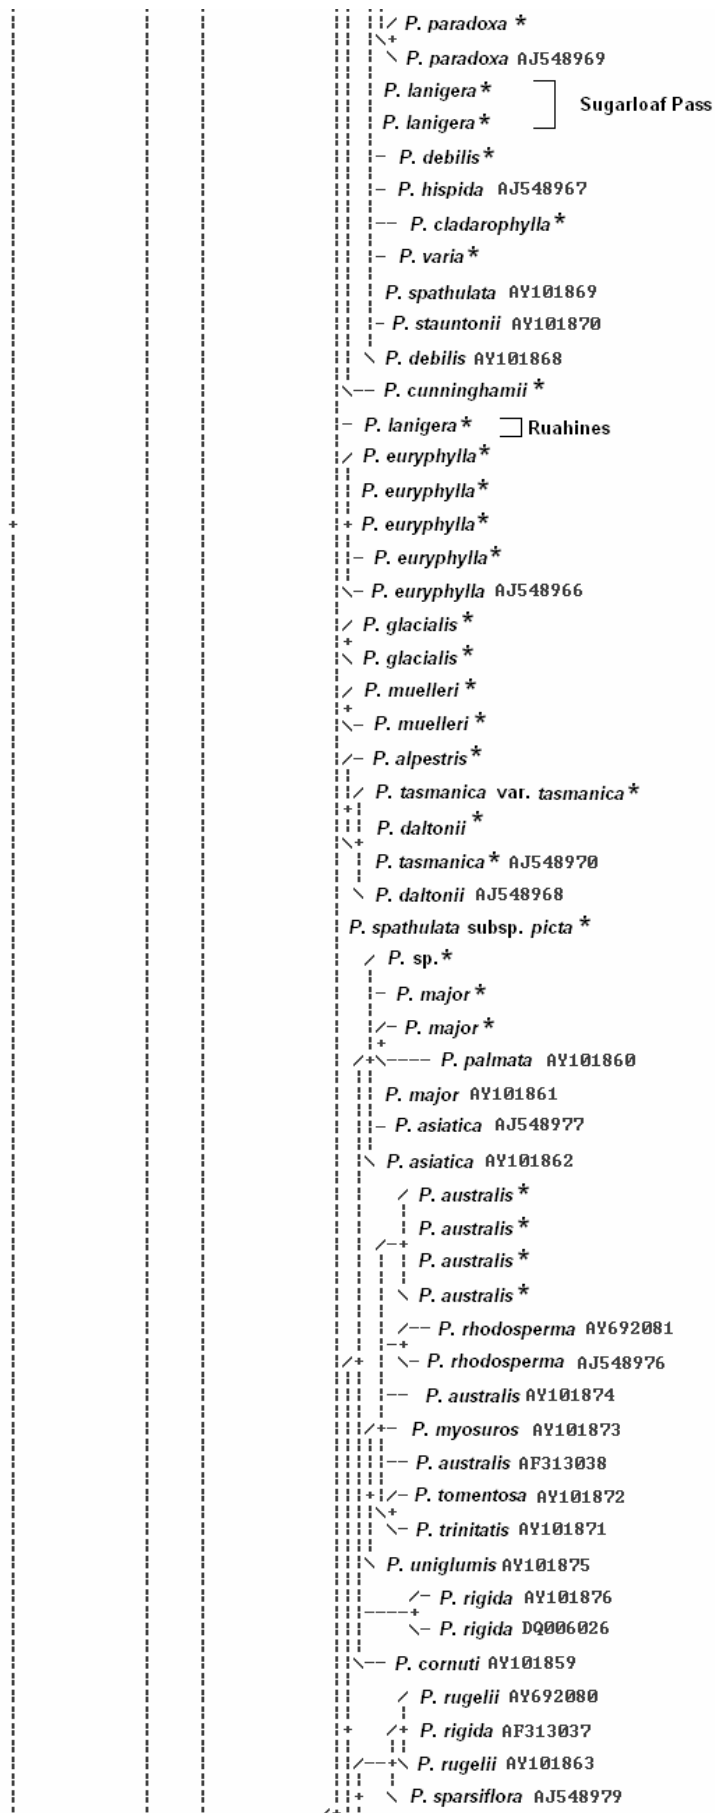 P. paradoxa *
P. paradoxa AJ548969
P. lanigera *
Sugarloaf Pass
P. lanigera *
P. debilis *
P. hispida AJ548967
P. cladarophylla *
P. varia *
P. spathulata AY101869
P. stauntonii AY101870
P. debilis AY101868
P. cunninghamii *
P. lanigera * Ruahines
P. euryphylla *
P. euryphylla *
P. euryphylla *
P. euryphylla *
P. euryphylla AJ548966
P. glacialis *
P. glacialis *
P. muelleri *
P. muelleri *
P. alpestris *
P. tasmanica var. tasmanica *
P. daltonii *
P. tasmanica * AJ548970
P. daltonii AJ548968
P. spathulata subsp. picta *
P. sp. *
P. major *
P. major *
P. palmata AY101860
P. major AY101861
P. asiatica AJ548977
P. asiatica AY101862
P. australis *
P. australis *
P. australis *
P. australis *
P. rhodosperma AY692081
P. rhodosperma AJ548976
P. australis AY101874
P. myosuros AY101873
P. australis AF313038
P. tomentosa AY101872
P. trinitatis AY101871
P. uniglumis AY101875
P. rigida AY101876
P. rigida DQ006026
P. cornuti AY101859
P. rugelii AY692080
P. rigida AF313037
P. rugelii AY101863
P. sparsiflora AJ548979